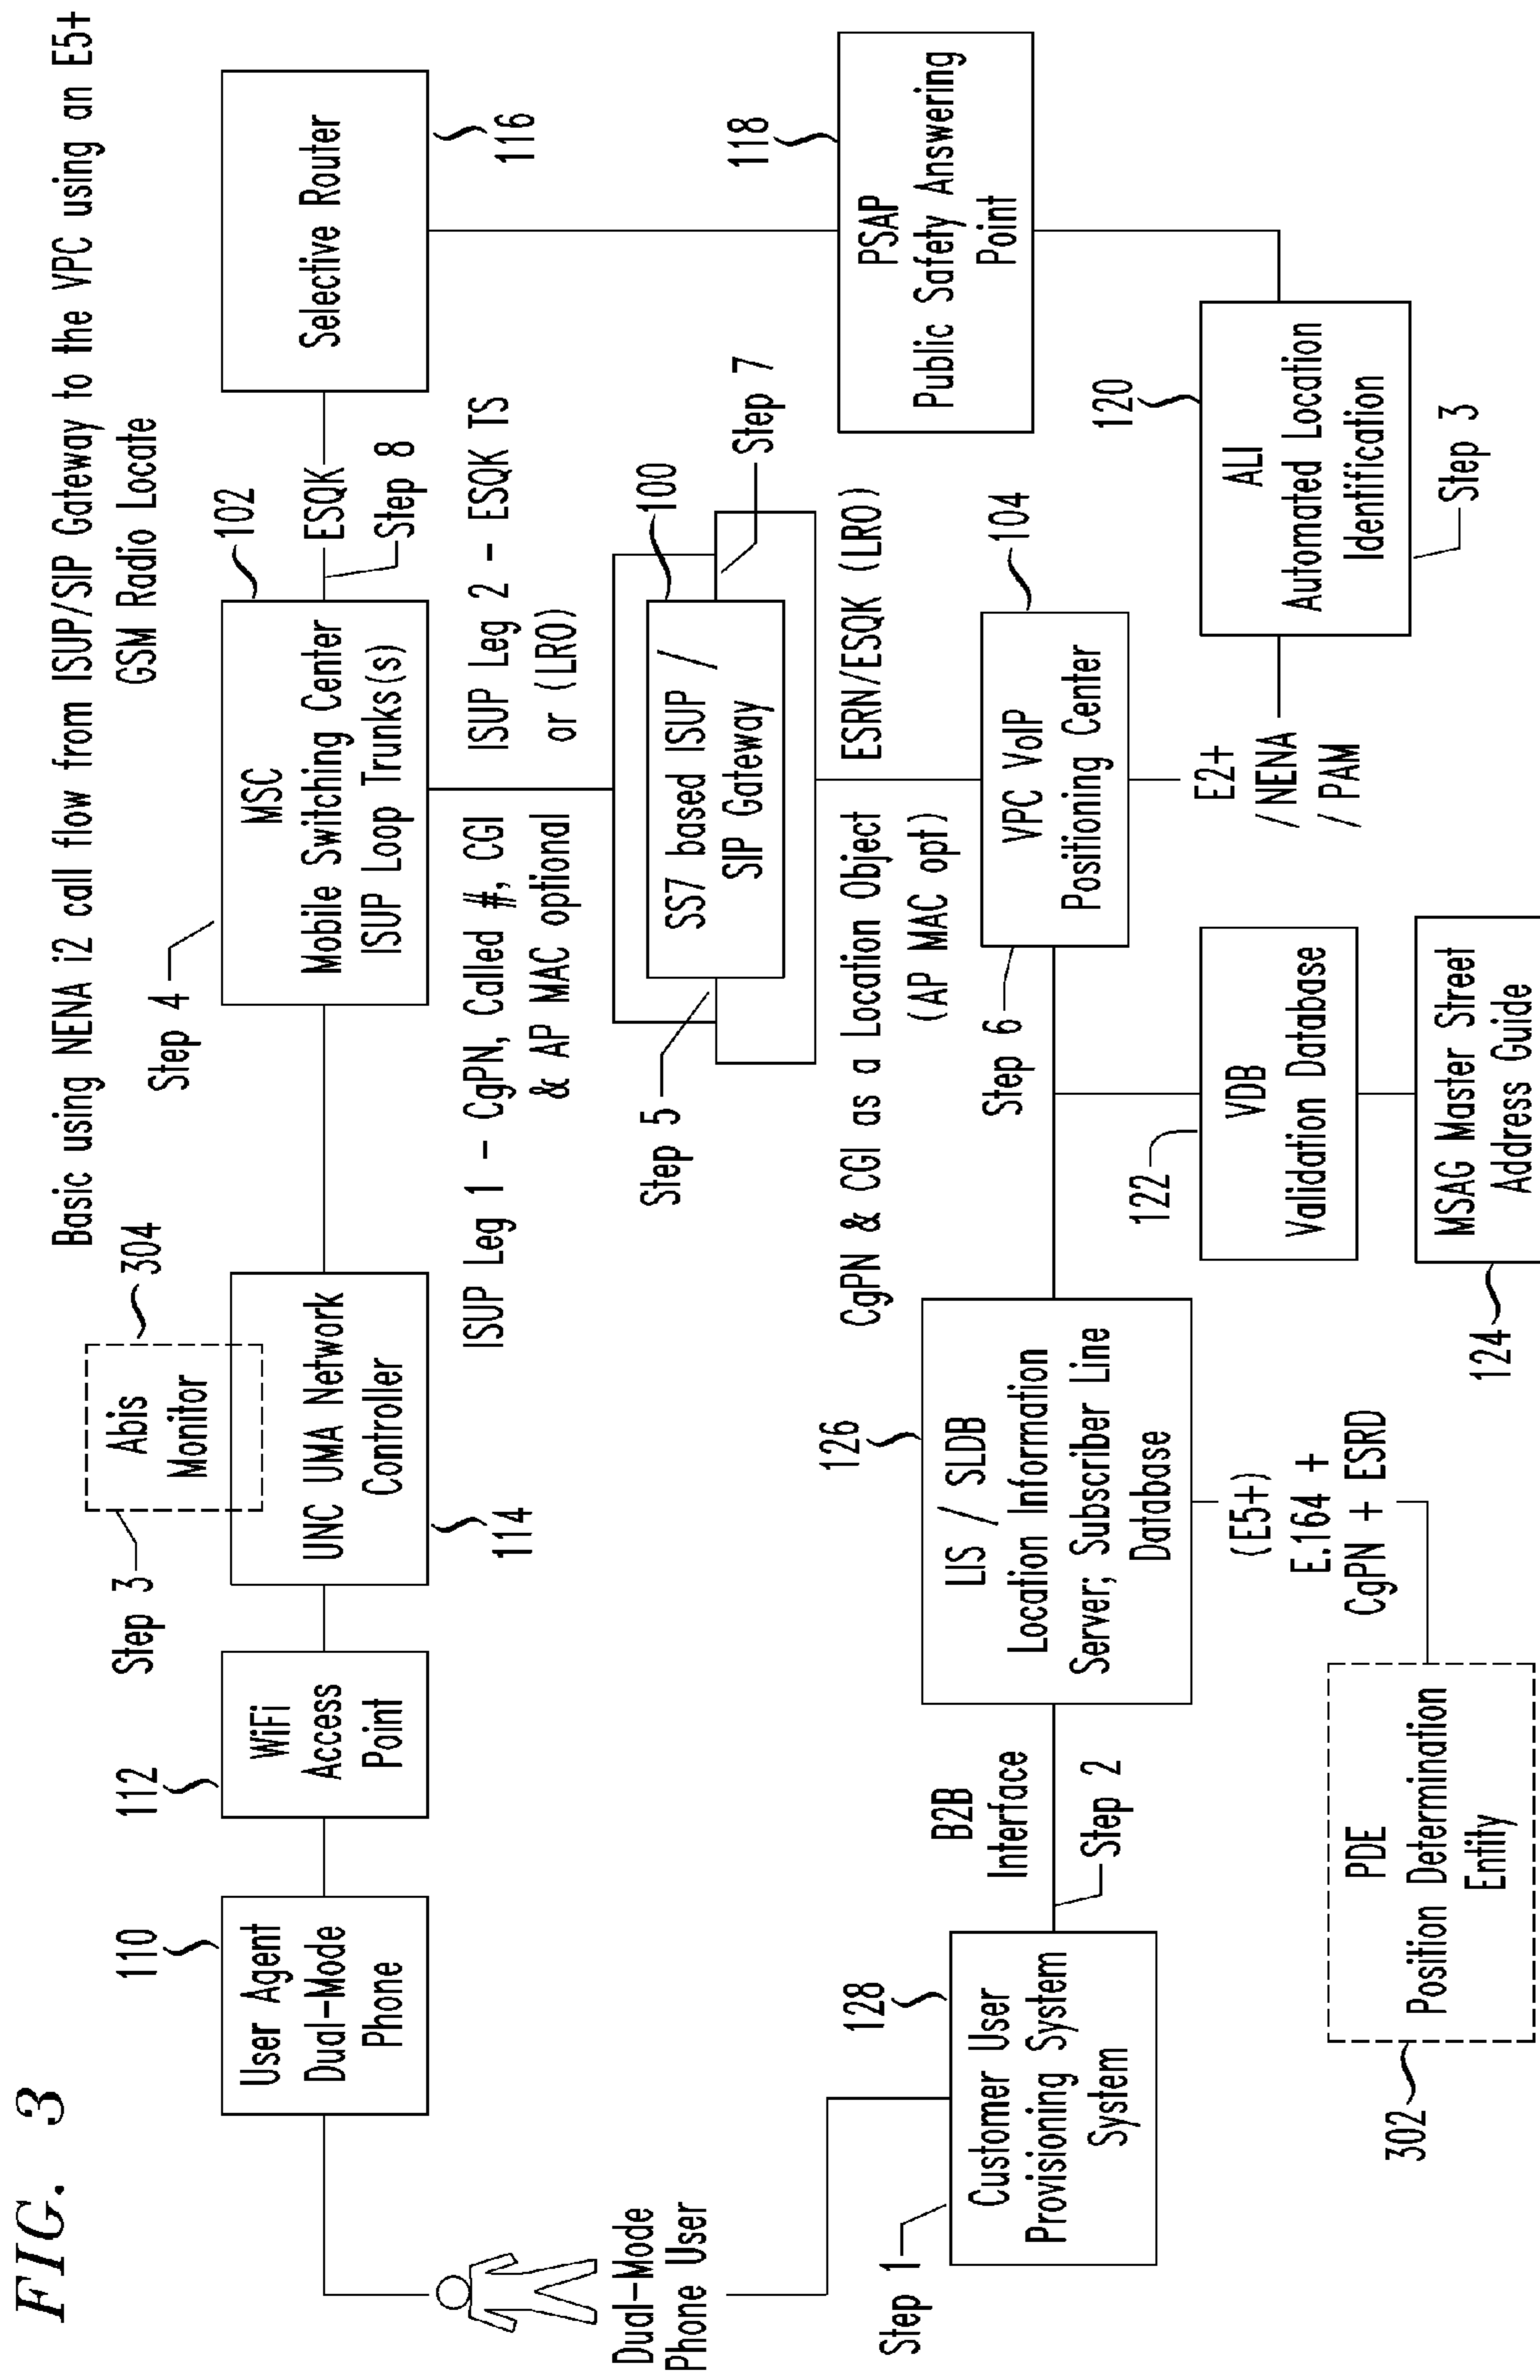 FIG. 3
Basic using NENA i2 call flow from ISUP/SIP Gateway to the VPC using an E5+
GSM Radio Locate
110
User Agent
Dual-Mode
Phone
112
WiFi
Access
Point
Step 3
Abis
Monitor
304
UNC UMA Network
Controller
114
Step 4
MSC
Mobile Switching Center
ISUP Loop Trunks(s)
102
ESQK
Step 8
Selective Router
116
ISUP Leg 1 - CgPN, Called #, CGI
& AP MAC optional
ISUP Leg 2 - ESQK TS
or (LRO)
Dual-Mode
Phone User
Step 5
SS7 based ISUP /
SIP Gateway
100
Step 7
118
PSAP
Public Safety Answering
Point
CgPN & CGI as a Location Object
(AP MAC opt)
ESRN/ESQK (LRO)
Step 1
Customer User
Provisioning System
System
128
B2B
Interface
Step 2
126
LIS / SLDB
Location Information
Server; Subscriber Line
Database
Step 6
VPC VoIP
Positioning Center
104
E2+
/NENA
/PAM
120
ALI
Automated Location
Identification
Step 3
122
VDB
Validation Database
(E5+)
E.164 +
CgPN + ESRD
302
PDE
Position Determination
Entity
124
MSAG Master Street
Address Guide